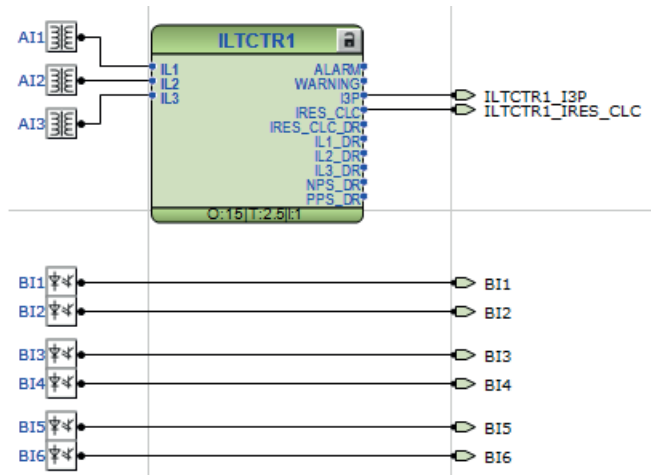 ILTCTR1
AI1
AI2
AI3
IL1
IL2
IL3
ALARM
WARNING
I3P
IRES_CLC
IRES_CLC_DR
IL1_DR
IL2_DR
IL3_DR
NPS_DR
PPS_DR
O:15|T:2.5|I:1
ILTCTR1_I3P
ILTCTR1_IRES_CLC
BI1 BI1
BI2 BI2
BI3 BI3
BI4 BI4
BI5 BI5
BI6 BI6